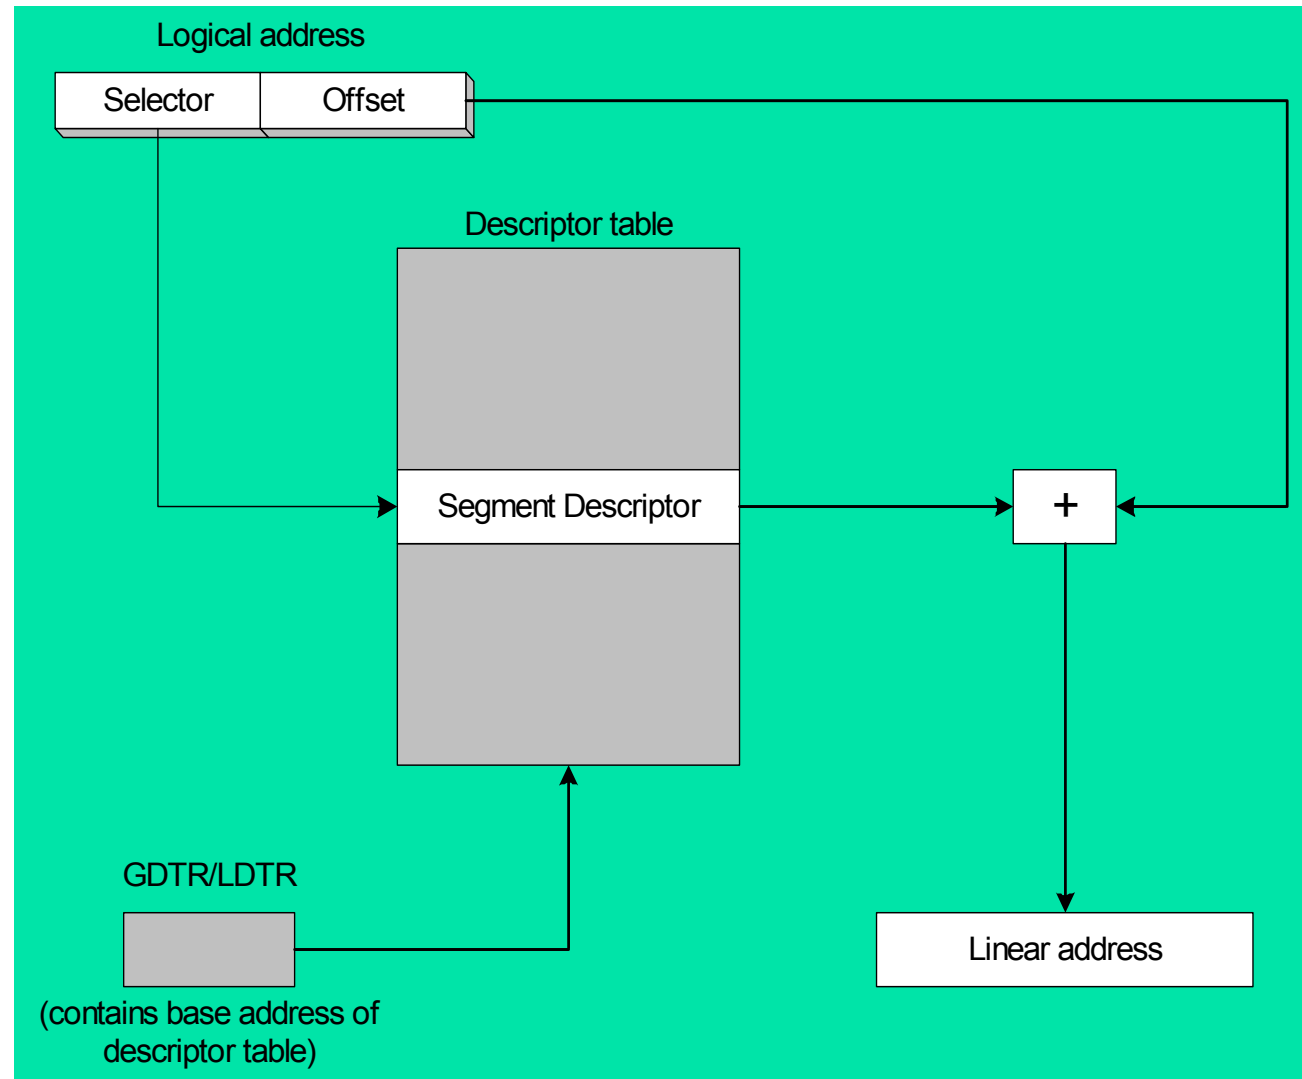 Logical address
Selector Offset
Descriptor table
Segment Descriptor
+
GDTR/LDTR
Linear address
(contains base address of
descriptor table)